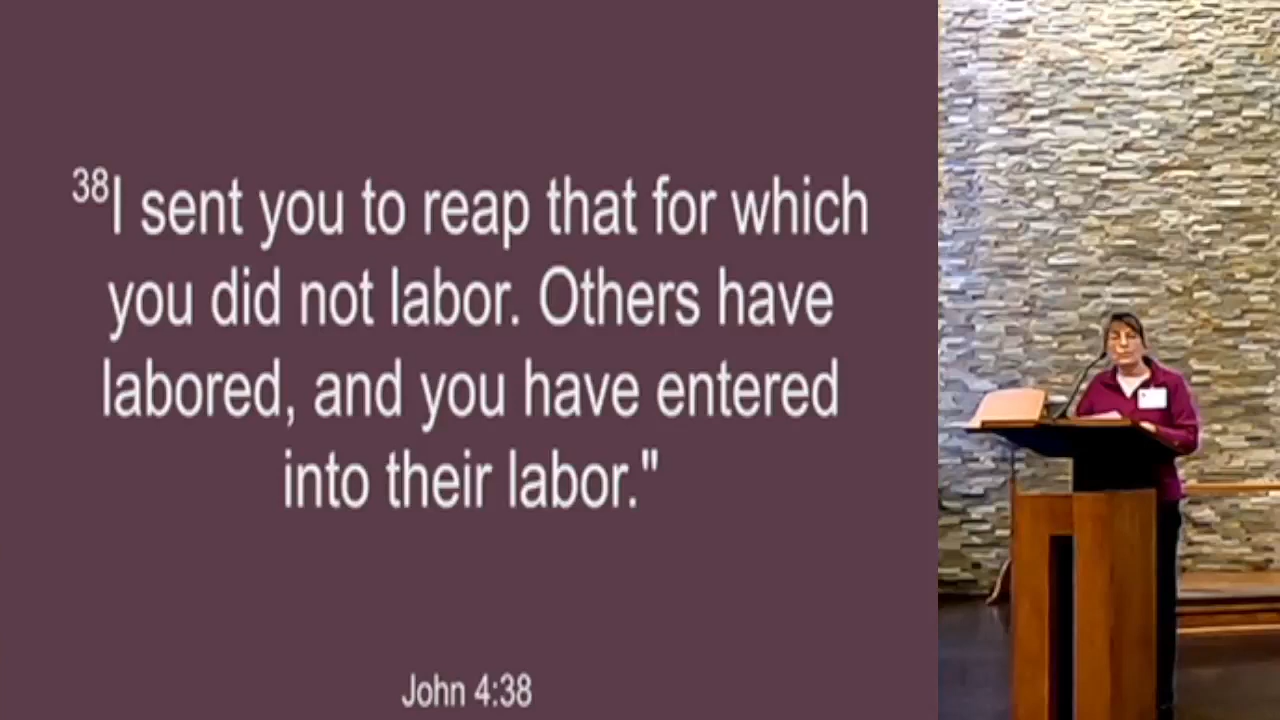 38I sent you to reap that for which
you did not labor. Others have
labored, and you have entered
into their labor."
John 4:38